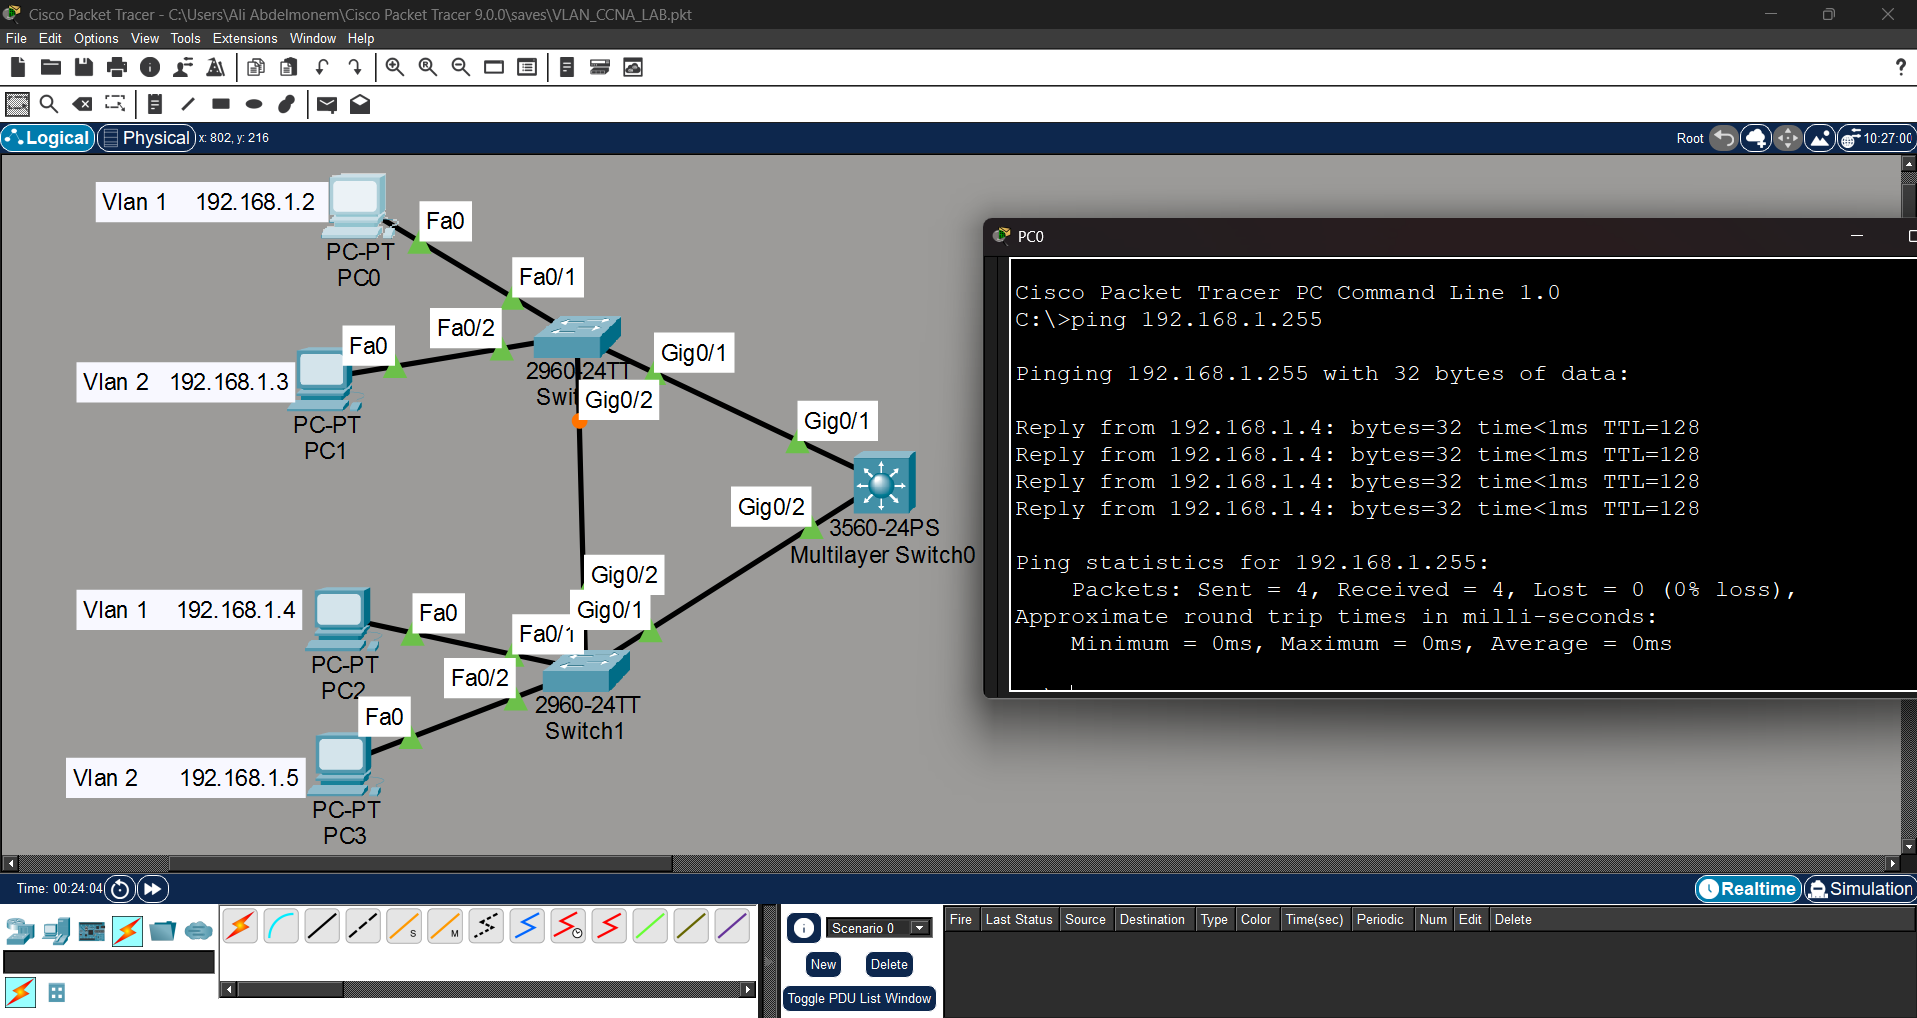 Cisco Packet Tracer - C:\Users\Ali Abdelmonem\Cisco Packet Tracer 9.0.0\saves\VLAN_CCNA_LAB.pkt
File Edit Options View Tools Extensions Window Help
?
Logical Physical x: 802, y: 216
Root 10:27:00
Vlan 1 192.168.1.2
Fa0
PC-PT
PC0
Fa0/1
Fa0/2
Fa0
Vlan 2 192.168.1.3
PC-PT
PC1
2960-24TT
Swit
Gig0/1
Gig0/2
Gig0/1
Gig0/2
3560-24PS
Multilayer Switch0
Gig0/2
Gig0/1
Vlan 1 192.168.1.4
Fa0
Fa0/1
PC-PT
PC2
Fa0/2
2960-24TT
Switch1
Fa0
Vlan 2 192.168.1.5
PC-PT
PC3
PC0
Cisco Packet Tracer PC Command Line 1.0
C:\>ping 192.168.1.255
Pinging 192.168.1.255 with 32 bytes of data:
Reply from 192.168.1.4: bytes=32 time<1ms TTL=128
Reply from 192.168.1.4: bytes=32 time<1ms TTL=128
Reply from 192.168.1.4: bytes=32 time<1ms TTL=128
Reply from 192.168.1.4: bytes=32 time<1ms TTL=128
Ping statistics for 192.168.1.255:
Packets: Sent = 4, Received = 4, Lost = 0 (0% loss),
Approximate round trip times in milli-seconds:
Minimum = 0ms, Maximum = 0ms, Average = 0ms
Time: 00:24:04
Realtime Simulation
S M
Scenario 0
New Delete
Toggle PDU List Window
Fire Last Status Source Destination Type Color Time(sec) Periodic Num Edit Delete